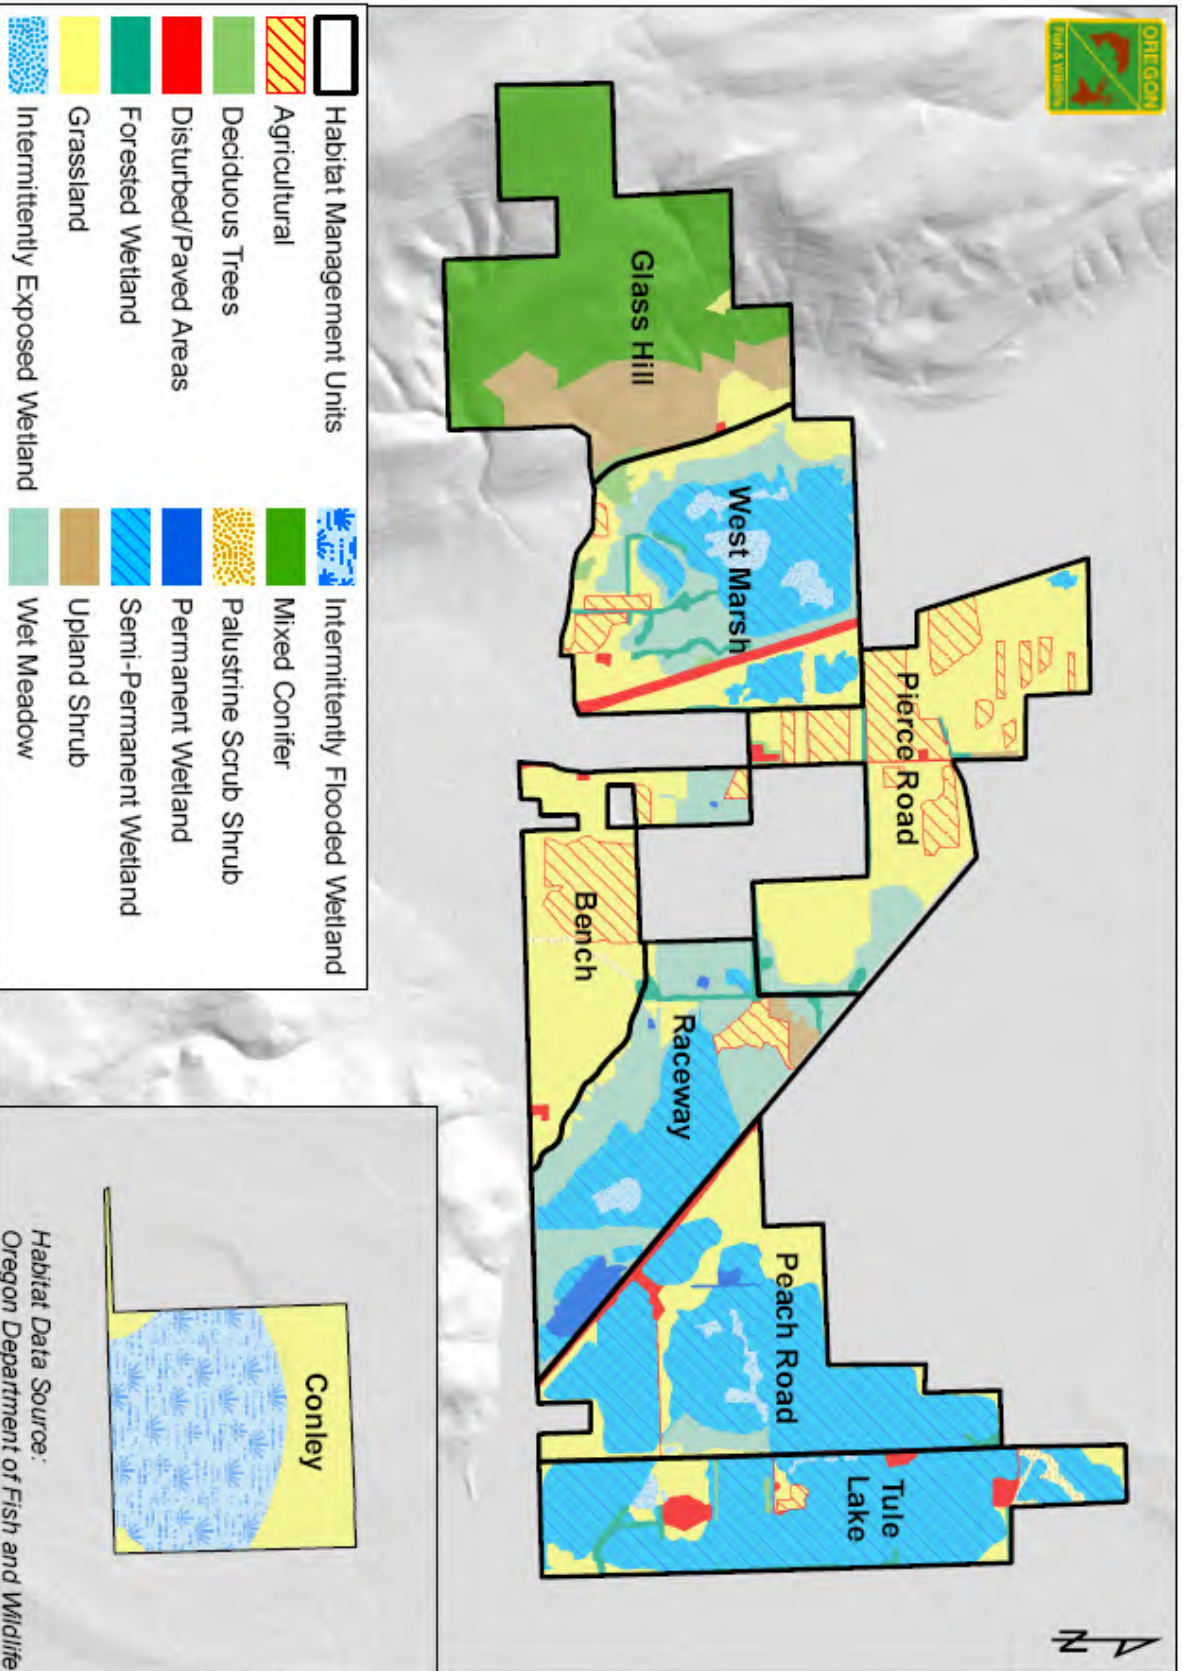 OREGON
Fish & Wildlife
Glass Hill
West Marsh
Pierce Road
Bench
Raceway
Peach Road
Tule
Lake
N
Habitat Management Units
Agricultural
Deciduous Trees
Disturbed/Paved Areas
Forested Wetland
Grassland
Intermittently Exposed Wetland
Intermittently Flooded Wetland
Mixed Conifer
Palustrine Scrub Shrub
Permanent Wetland
Semi-Permanent Wetland
Upland Shrub
Wet Meadow
Conley
Habitat Data Source:
Oregon Department of Fish and Wildlife